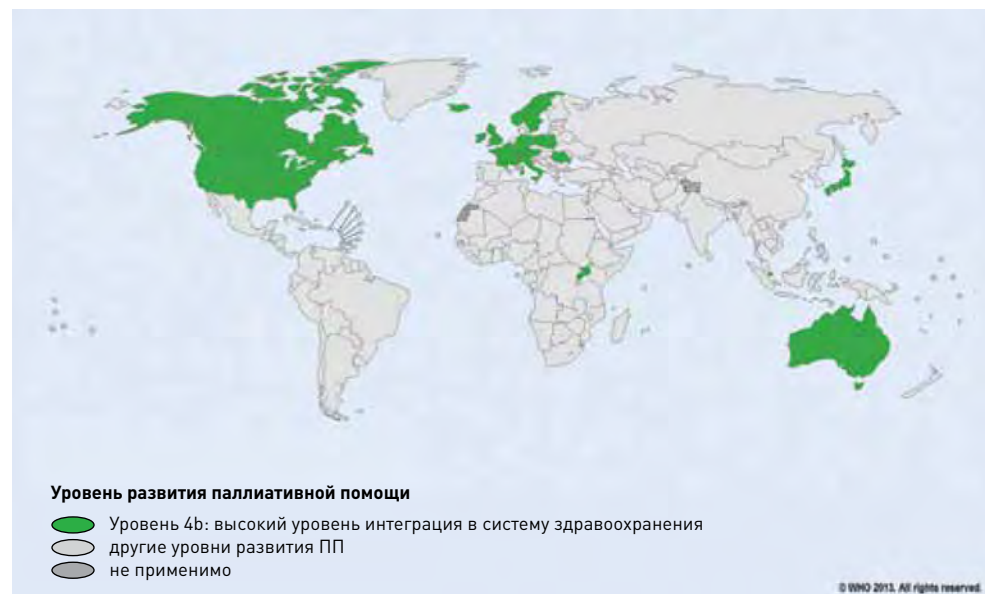 Уровень развития паллиативной помощи
Уровень 4b: высокий уровень интеграция в систему здравоохранения
другие уровни развития ПП
не применимо
© WHO 2013. All rights reserved.